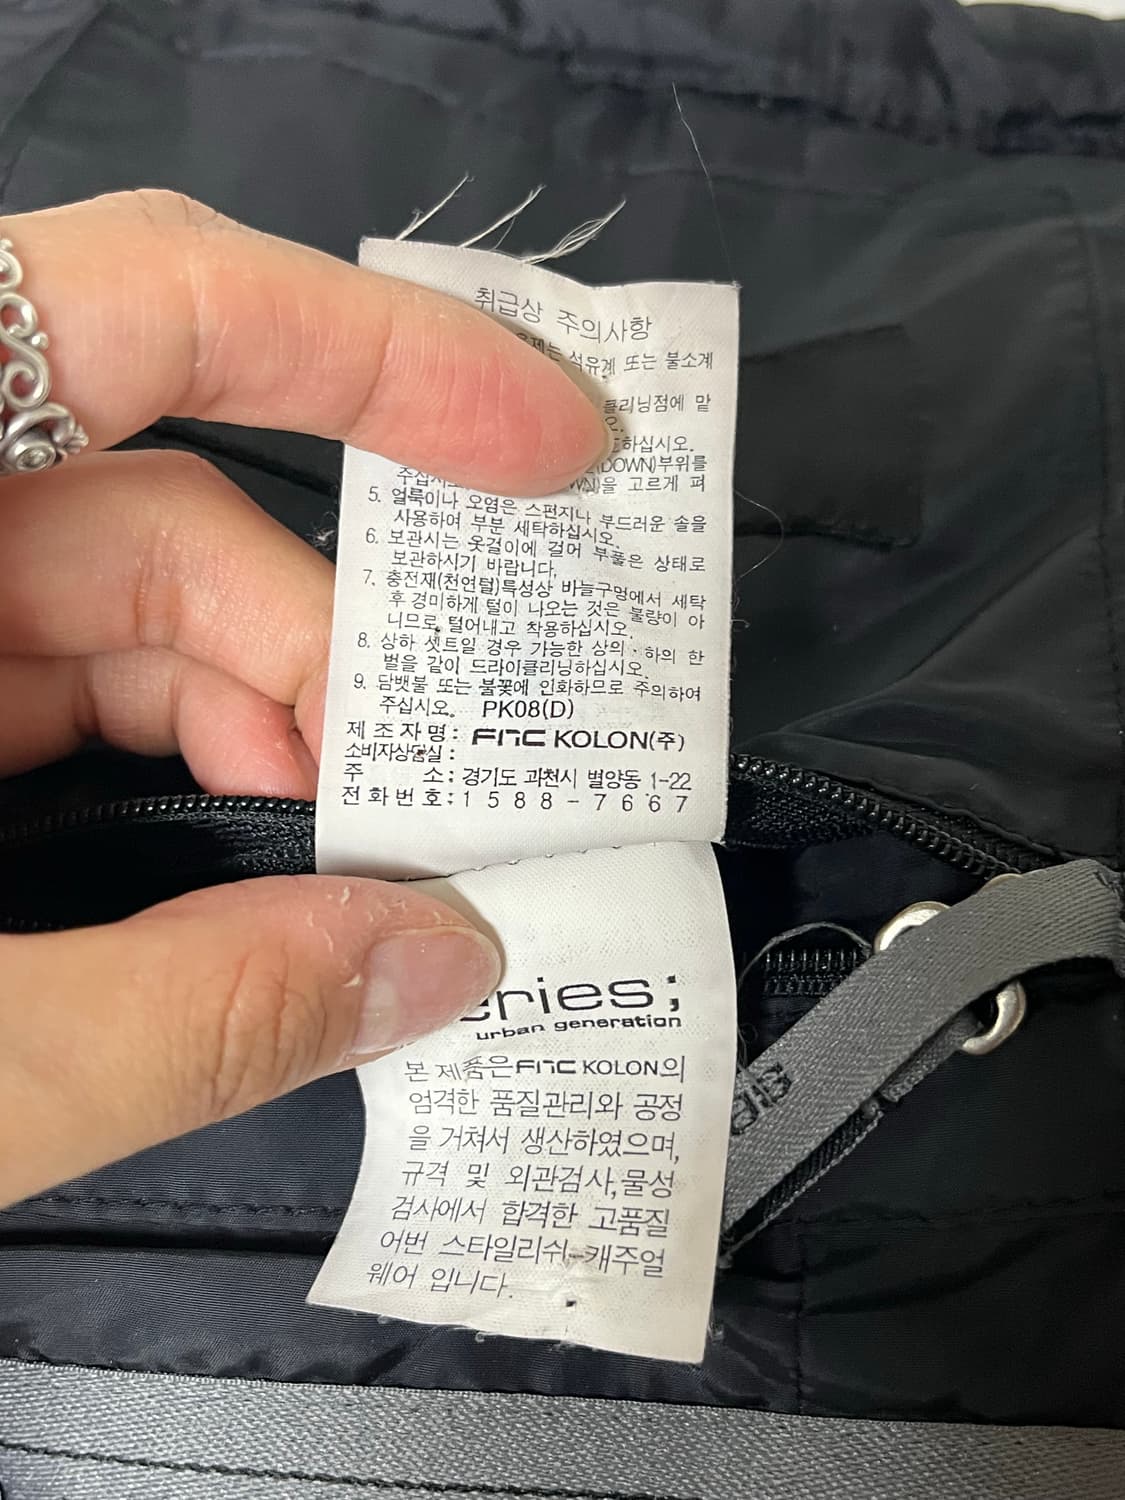 취급상 주의사항
석유계 또는 불소계
클리닝점에 맡
하십시오.
(DOWN)부위를
을 고르게 펴
5. 얼룩이나 오염은 스펀지나 부드러운 솔을
사용하여 부분 세탁하십시오.
6. 보관시는 옷걸이에 걸어 부풀은 상태로
보관하시기 바랍니다.
7. 충전재(천연털)특성상 바늘구멍에서 세탁
후 경미하게 털이 나오는 것은 불량이 아
니므로 털어내고 착용하십시오.
8. 상하 셋트일 경우 가능한 상의·하의 한
벌을 같이 드라이클리닝하십시오.
9. 담뱃불 또는 불꽃에 인화하므로 주의하여
주십시오. PK08(D)
제조자명: FnC KOLON(주)
소비자상담실:
주 소: 경기도 과천시 별양동 1-22
전화번호: 1588-7667
eries;
urban generation
본 제품은 FnC KOLON의
엄격한 품질관리와 공정
을 거쳐서 생산하였으며,
규격 및 외관검사,물성
검사에서 합격한 고품질
어번 스타일리쉬-캐주얼
웨어 입니다.